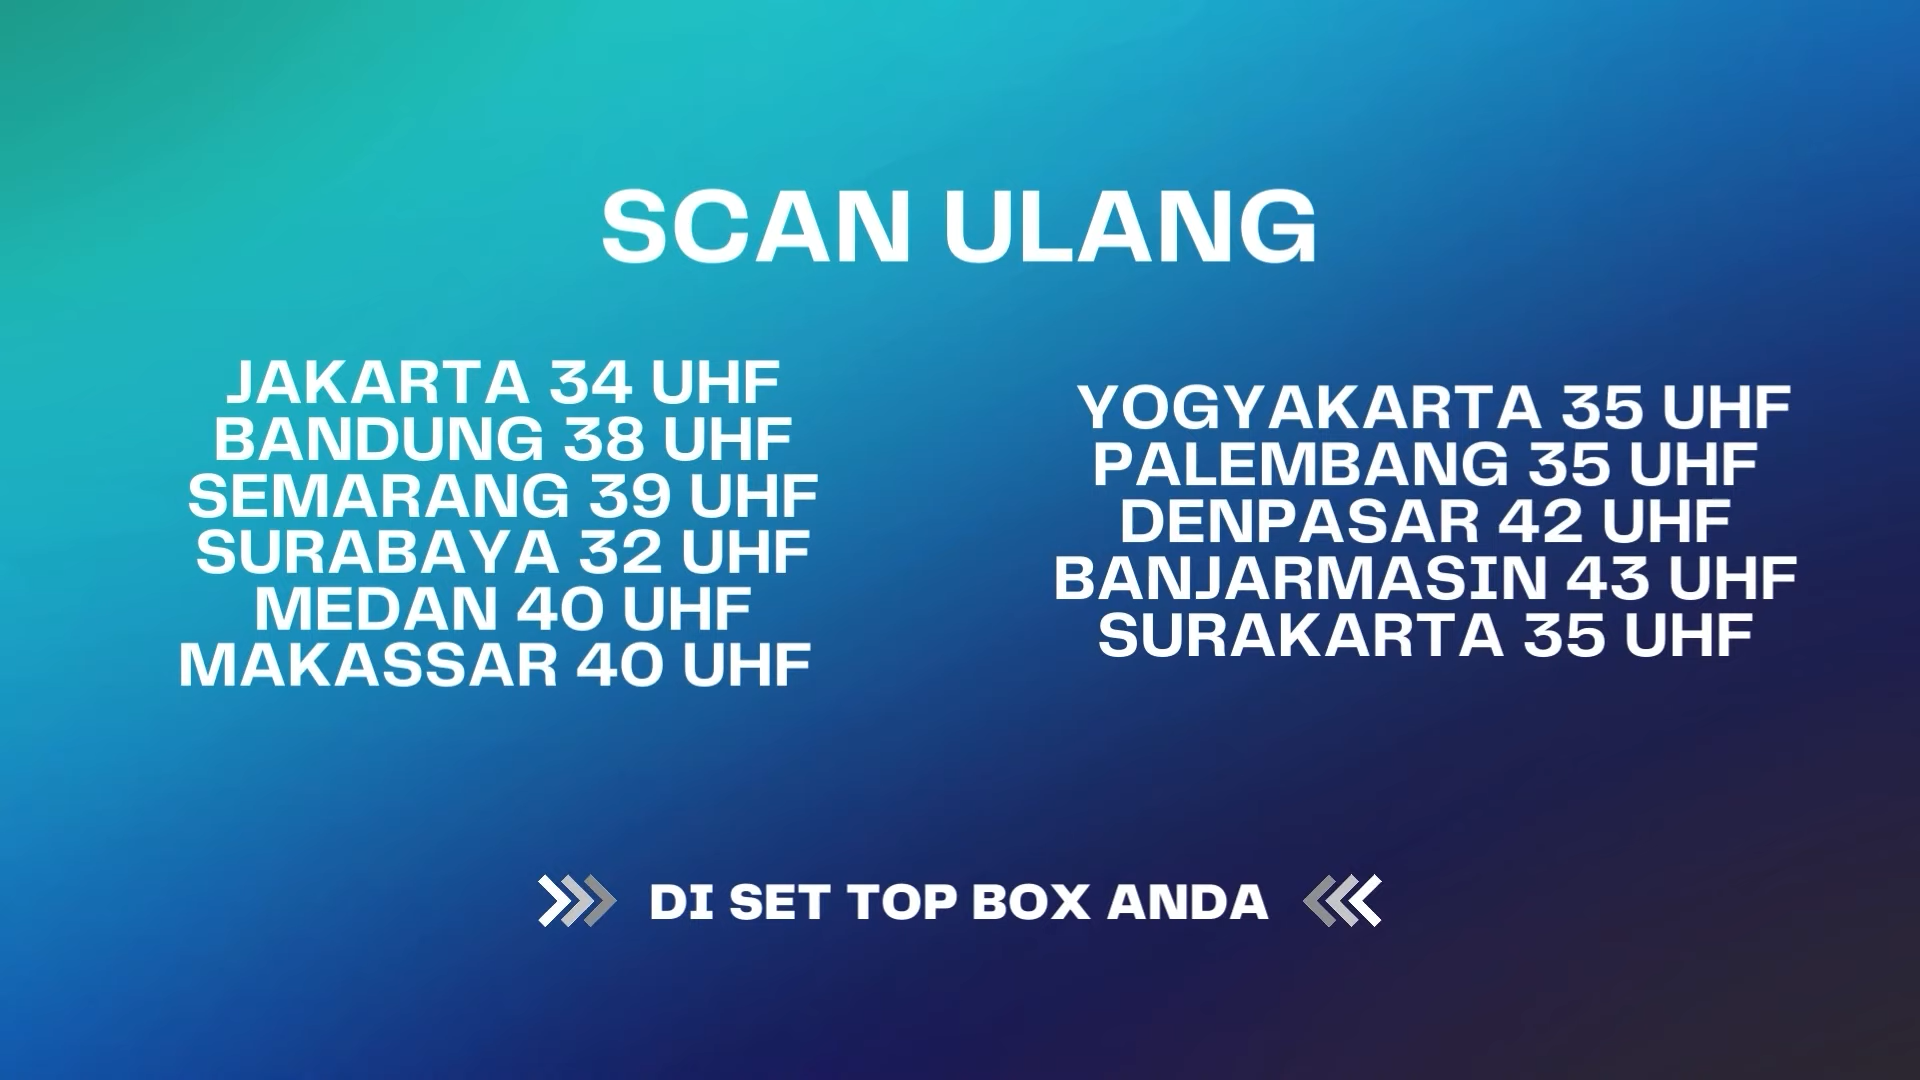 SCAN ULANG
JAKARTA 34 UHF
BANDUNG 38 UHF
SEMARANG 39 UHF
SURABAYA 32 UHF
MEDAN 40 UHF
MAKASSAR 40 UHF
YOGYAKARTA 35 UHF
PALEMBANG 35 UHF
DENPASAR 42 UHF
BANJARMASIN 43 UHF
SURAKARTA 35 UHF
DI SET TOP BOX ANDA